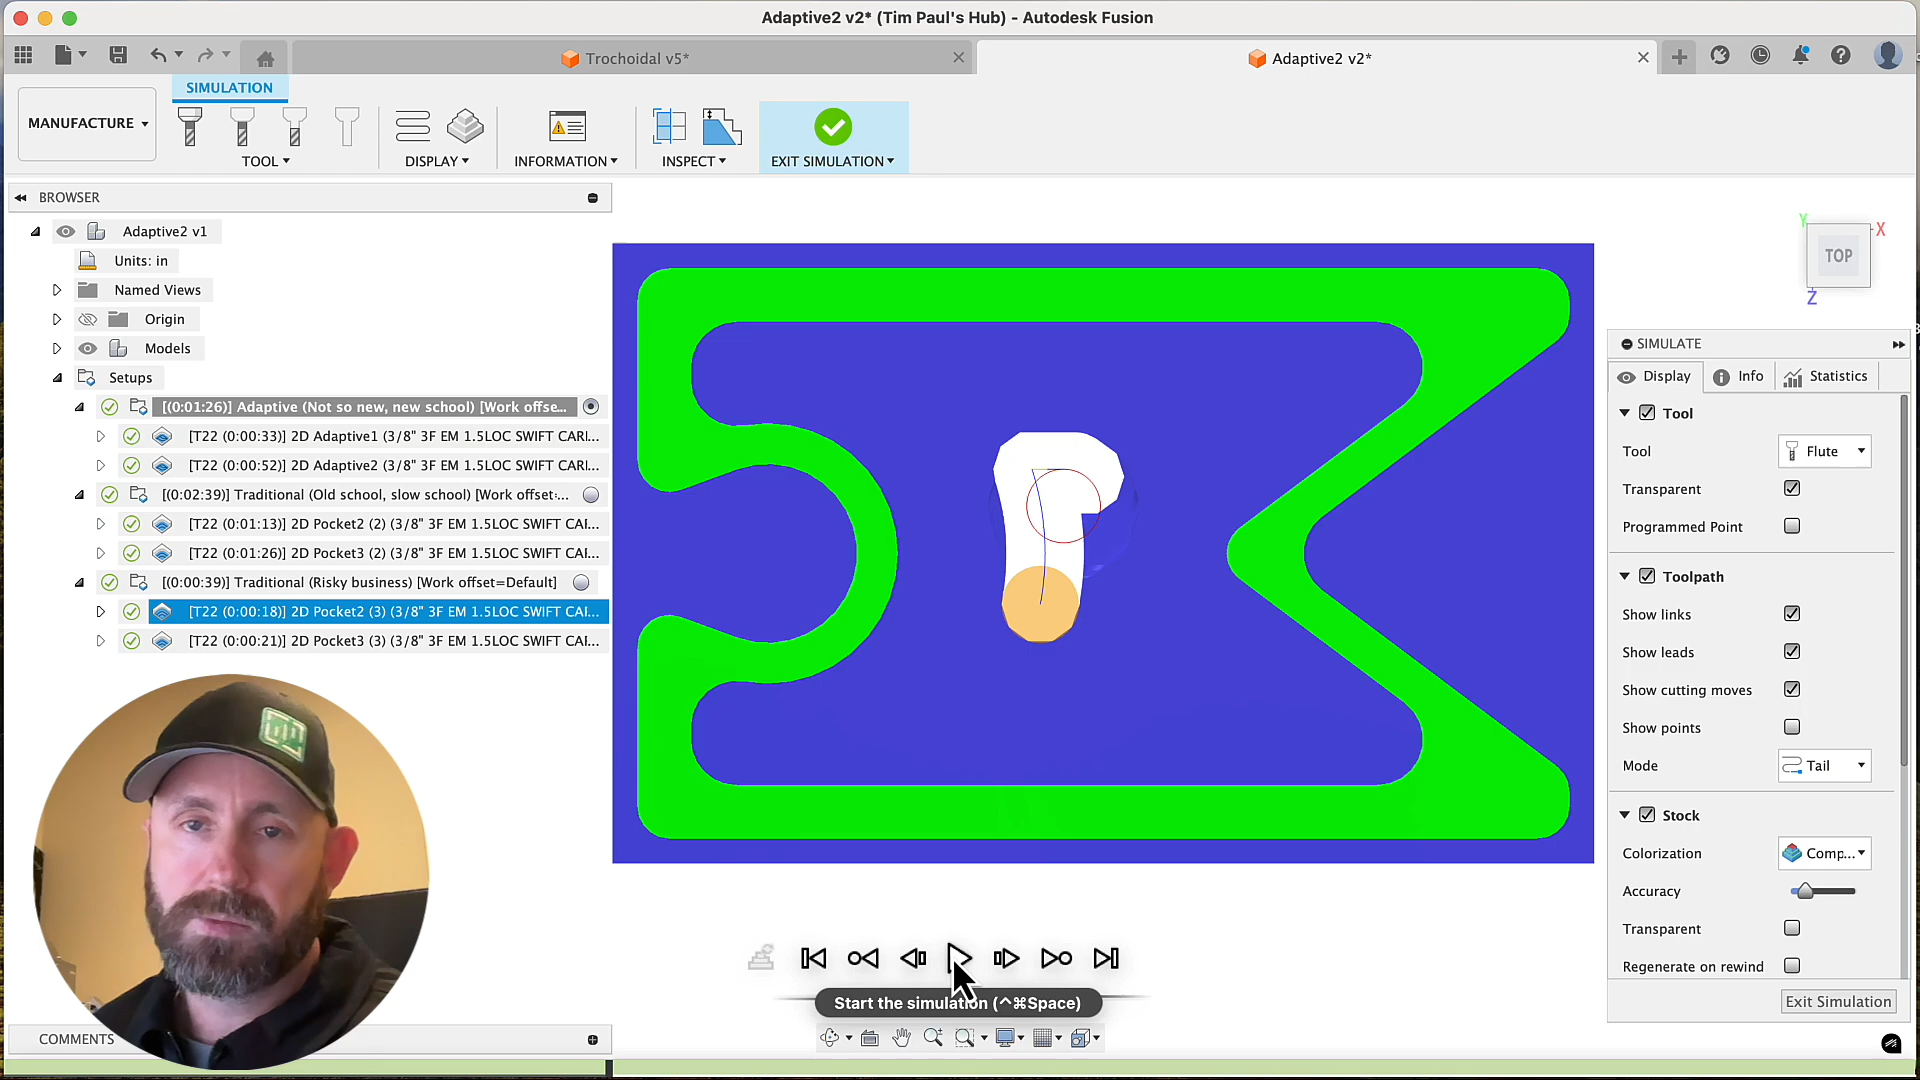 Adaptive2 v2* (Tim Paul's Hub) - Autodesk Fusion
Trochoidal v5*
Adaptive2 v2*
SIMULATION
MANUFACTURE
TOOL
DISPLAY
INFORMATION
INSPECT
EXIT SIMULATION
BROWSER
Adaptive2 v1
Units: in
Named Views
Origin
Models
Setups
[(0:01:26)] Adaptive (Not so new, new school) [Work offse...
[T22 (0:00:33)] 2D Adaptive1 (3/8" 3F EM 1.5LOC SWIFT CARI...
[T22 (0:00:52)] 2D Adaptive2 (3/8" 3F EM 1.5LOC SWIFT CARI...
[(0:02:39)] Traditional (Old school, slow school) [Work offset:...
[T22 (0:01:13)] 2D Pocket2 (2) (3/8" 3F EM 1.5LOC SWIFT CAI...
[T22 (0:01:26)] 2D Pocket3 (2) (3/8" 3F EM 1.5LOC SWIFT CAI...
[(0:00:39)] Traditional (Risky business) [Work offset=Default]
[T22 (0:00:18)] 2D Pocket2 (3) (3/8" 3F EM 1.5LOC SWIFT CAI...
[T22 (0:00:21)] 2D Pocket3 (3) (3/8" 3F EM 1.5LOC SWIFT CAI...
Y
X
TOP
Z
SIMULATE
Display
Info
Statistics
Tool
Tool
Flute
Transparent
Programmed Point
Toolpath
Show links
Show leads
Show cutting moves
Show points
Mode
Tail
Stock
Colorization
Comp...
Accuracy
Transparent
Regenerate on rewind
Exit Simulation
Start the simulation (^⌘Space)
COMMENTS